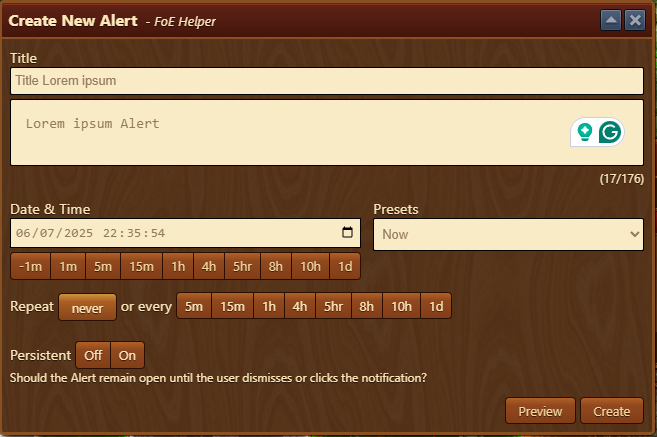 Create New Alert - FoE Helper
Title
Title Lorem ipsum
Lorem ipsum Alert
(17/176)
Date & Time Presets
06/07/2025 22:35:54 Now
-1m 1m 5m 15m 1h 4h 5hr 8h 10h 1d
Repeat never or every 5m 15m 1h 4h 5hr 8h 10h 1d
Persistent Off On
Should the Alert remain open until the user dismisses or clicks the notification?
Preview Create